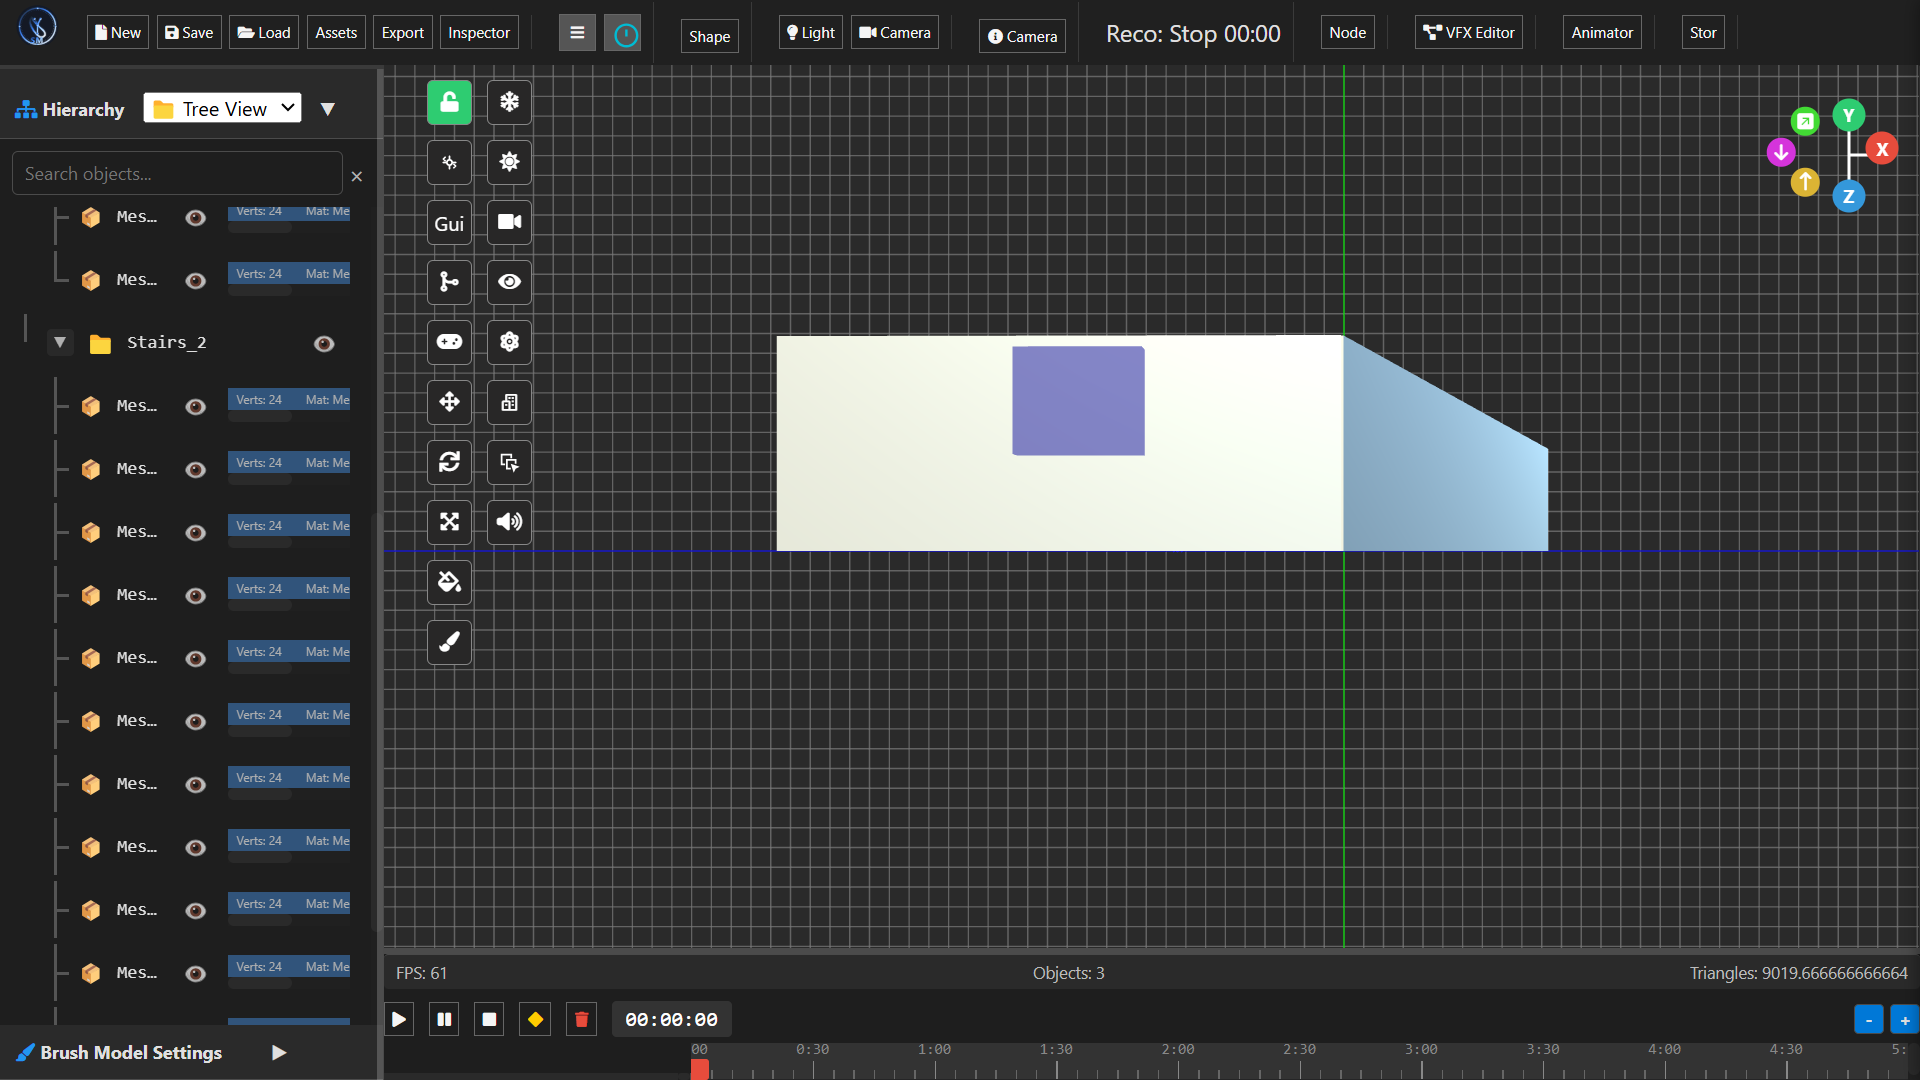 New
Save
Load
Assets
Export
Inspector
Shape
Light
Camera
Camera
Reco: Stop 00:00
Node
VFX Editor
Animator
Stor
Hierarchy
Tree View
Search objects...
Mes... Verts: 24 Mat: Me
Mes... Verts: 24 Mat: Me
Stairs_2
Mes... Verts: 24 Mat: Me
Mes... Verts: 24 Mat: Me
Mes... Verts: 24 Mat: Me
Mes... Verts: 24 Mat: Me
Mes... Verts: 24 Mat: Me
Mes... Verts: 24 Mat: Me
Mes... Verts: 24 Mat: Me
Mes... Verts: 24 Mat: Me
Mes... Verts: 24 Mat: Me
Mes... Verts: 24 Mat: Me
Brush Model Settings
Gui
Y
X
Z
FPS: 61
Objects: 3
Triangles: 9019.666666666664
00:00:00
- +
00 0:30 1:00 1:30 2:00 2:30 3:00 3:30 4:00 4:30 5: